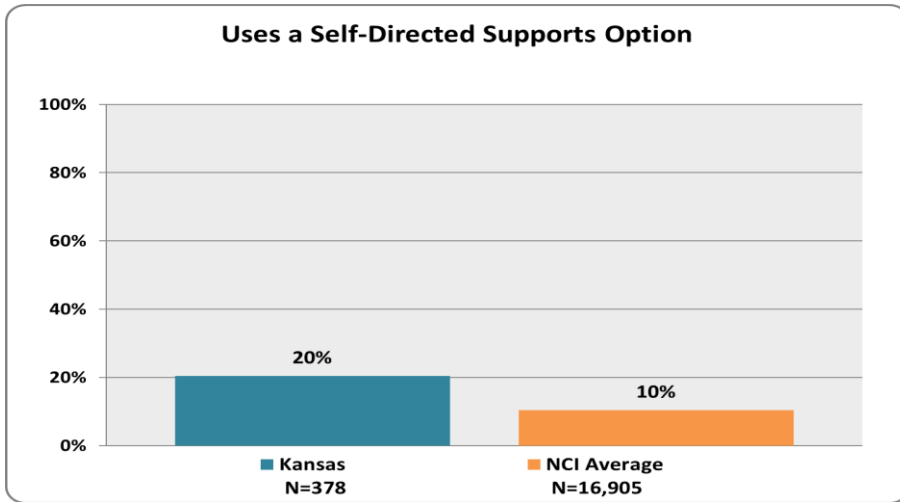 Uses a Self-Directed Supports Option
100%
80%
60%
40%
20%
0%
20%
10%
Kansas
N=378
NCI Average
N=16,905